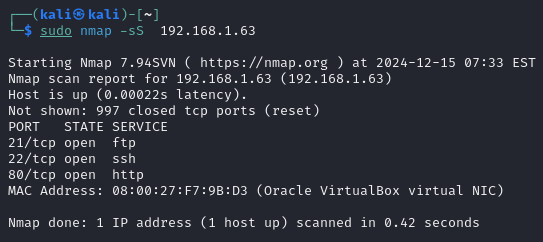 ┌──(kali㉿kali)-[~]
└─$ sudo nmap -sS  192.168.1.63
Starting Nmap 7.94SVN ( https://nmap.org ) at 2024-12-15 07:33 EST
Nmap scan report for 192.168.1.63 (192.168.1.63)
Host is up (0.00022s latency).
Not shown: 997 closed tcp ports (reset)
PORT   STATE SERVICE
21/tcp open  ftp
22/tcp open  ssh
80/tcp open  http
MAC Address: 08:00:27:F7:9B:D3 (Oracle VirtualBox virtual NIC)
Nmap done: 1 IP address (1 host up) scanned in 0.42 seconds